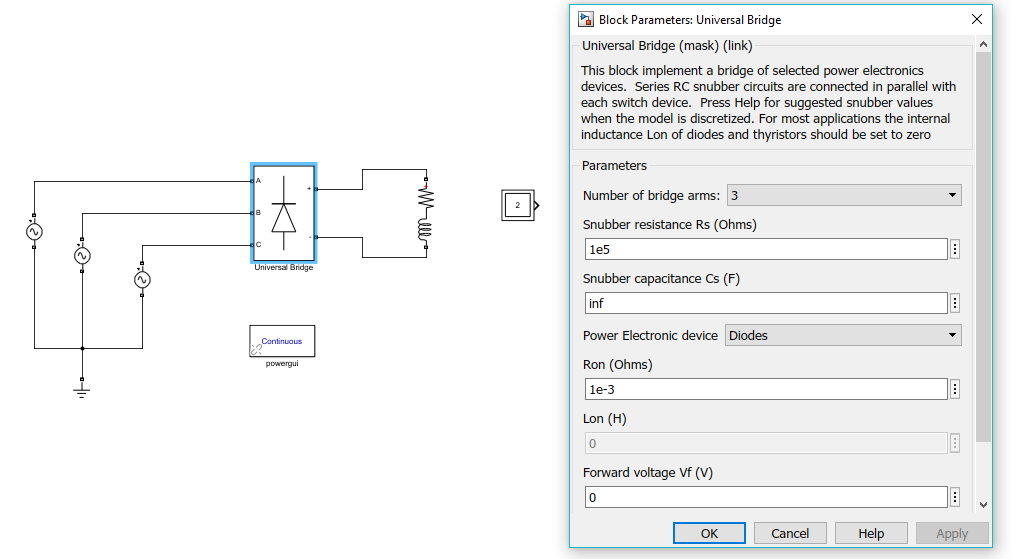 A
B
C
+
-
Universal Bridge
+
2
Continuous
powergui
Block Parameters: Universal Bridge
Universal Bridge (mask) (link)
This block implement a bridge of selected power electronics
devices.  Series RC snubber circuits are connected in parallel with
each switch device.  Press Help for suggested snubber values
when the model is discretized. For most applications the internal
inductance Lon of diodes and thyristors should be set to zero
Parameters
Number of bridge arms: 3
Snubber resistance Rs (Ohms)
1e5
Snubber capacitance Cs (F)
inf
Power Electronic device Diodes
Ron (Ohms)
1e-3
Lon (H)
0
Forward voltage Vf (V)
0
OK Cancel Help Apply